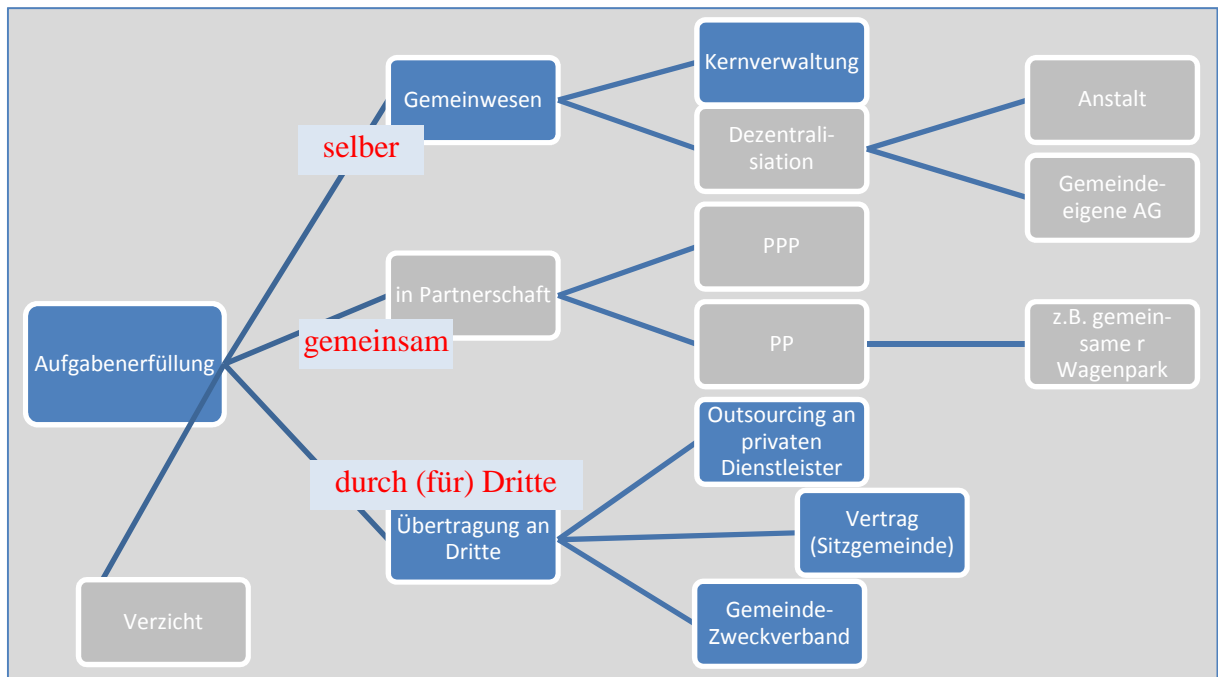 Kernverwaltung
Gemeinwesen
Anstalt
Dezentrali-
siation
selber
Gemeinde-
eigene AG
PPP
in Partnerschaft
gemeinsam
z.B. gemein-
same r
Wagenpark
PP
Aufgabenerfüllung
Outsourcing an
privaten
Dienstleister
durch (für) Dritte
Übertragung an
Dritte
Vertrag
(Sitzgemeinde)
Verzicht
Gemeinde-
Zweckverband